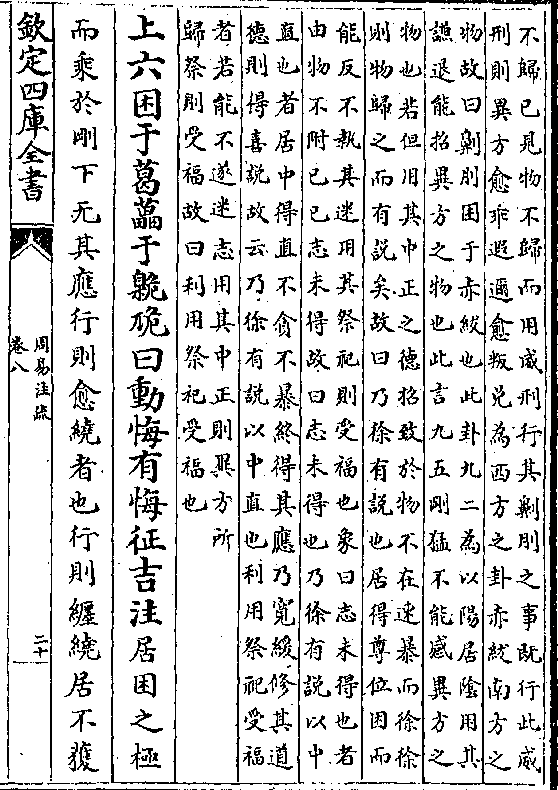 不歸已見物不歸而用威刑行其劓刖之事既行此威
刑則異方愈乖遐邇愈叛兌為西方之卦赤紱南方之
物故曰劓刖困于赤紱也此卦九二為以陽居陰用其
謙退能招異方之物也此言九五剛猛不能感異方之
物也若但用其中正之德招致於物不在速暴而徐徐
則物歸之而有說矣故曰乃徐有說也居得尊位困而
能反不執其迷用其祭祀則受福也象曰志未得也者
由物不附已已志未得故曰志未得也乃徐有說以中
直也者居中得直不貪不暴終得其應乃寬緩修其道
德則得喜說故云乃徐有說以中直也利用祭祀受福
者若能不遂迷志用其中正則異方所
歸祭則受福故曰利用祭祀受福也
上六困于葛藟于臲卼曰動悔有悔征吉注居困之極
而乘於剛下无其應行則愈繞者也行則纏繞居不獲
欽定四庫全書
周易注疏
卷八
二十